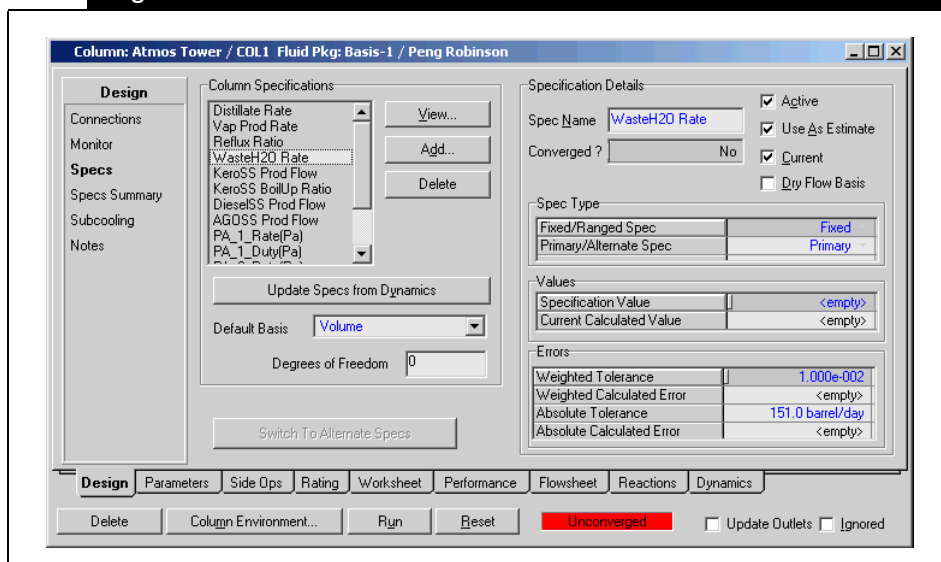 Column: Atmos Tower / COL1 Fluid Pkg: Basis-1 / Peng Robinson
Design
Connections
Monitor
Specs
Specs Summary
Subcooling
Notes
Column Specifications
Distillate Rate
Vap Prod Rate
Reflux Ratio
WasteH2O Rate
KeroSS Prod Flow
KeroSS BoilUp Ratio
DieselSS Prod Flow
AGOSS Prod Flow
PA_1_Rate(Pa)
PA_1_Duty(Pa)
View...
Add...
Delete
Update Specs from Dynamics
Default Basis Volume
Degrees of Freedom 0
Switch To Alternate Specs
Specification Details
Spec Name WasteH2O Rate
Converged ? No
Active
Use As Estimate
Current
Dry Flow Basis
Spec Type
Fixed/Ranged Spec Fixed
Primary/Alternate Spec Primary
Values
Specification Value <empty>
Current Calculated Value <empty>
Errors
Weighted Tolerance 1.000e-002
Weighted Calculated Error <empty>
Absolute Tolerance 151.0 barrel/day
Absolute Calculated Error <empty>
Design Parameters Side Ops Rating Worksheet Performance Flowsheet Reactions Dynamics
Delete Column Environment... Run Reset Unconverged Update Outlets Ignored